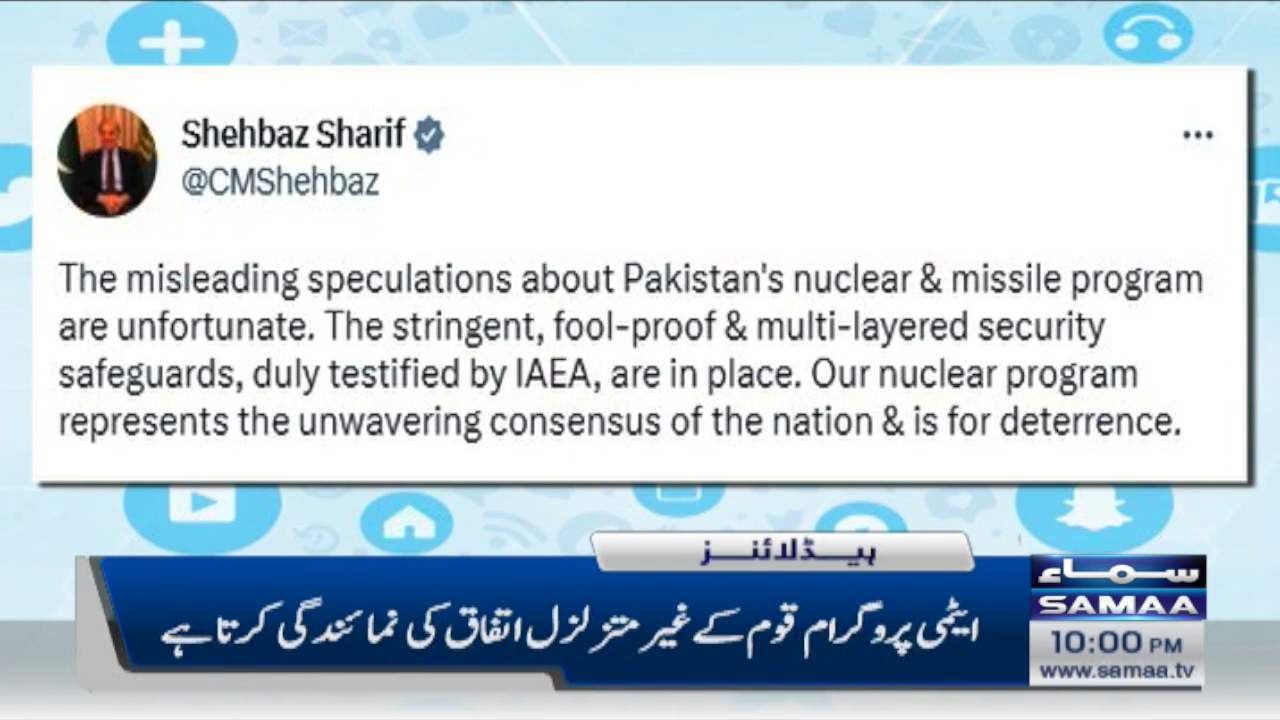 Shehbaz Sharif
@CMShehbaz
The misleading speculations about Pakistan's nuclear & missile program
are unfortunate. The stringent, fool-proof & multi-layered security
safeguards, duly testified by IAEA, are in place. Our nuclear program
represents the unwavering consensus of the nation & is for deterrence.
ہیڈلائنز
ایٹمی پروگرام قوم کے غیر متزلزل اتفاق کی نمائندگی کرتا ہے
سماء
SAMAA
10:00 PM
www.samaa.tv